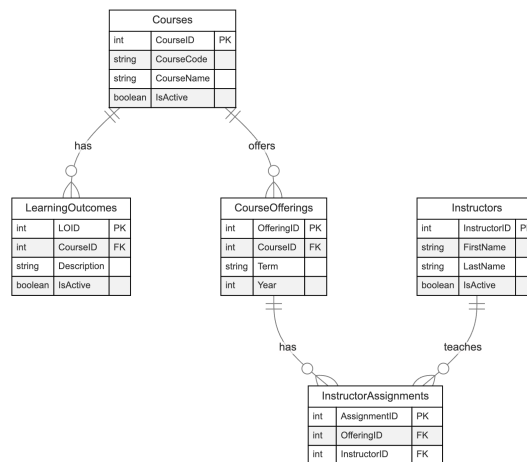 Courses
int CourseID PK
string CourseCode
string CourseName
boolean IsActive
has
offers
LearningOutcomes
int LOID PK
int CourseID FK
string Description
boolean IsActive
CourseOfferings
int OfferingID PK
int CourseID FK
string Term
int Year
Instructors
int InstructorID PK
string FirstName
string LastName
boolean IsActive
has
teaches
InstructorAssignments
int AssignmentID PK
int OfferingID FK
int InstructorID FK